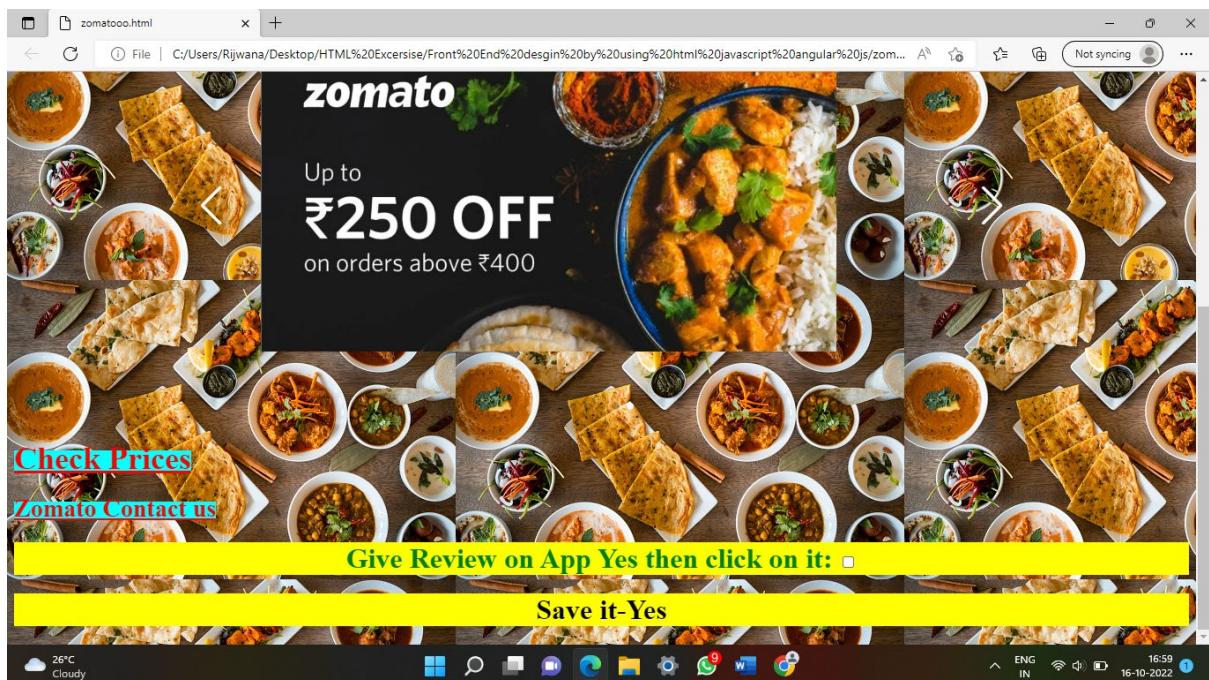 zomatooo.html
File
C:/Users/Rijwana/Desktop/HTML%20Excersise/Front%20End%20desgin%20by%20using%20html%20javascript%20angular%20js/zom...
Not syncing
zomato
Up to
₹250 OFF
on orders above ₹400
Check Prices
Zomato Contact us
Give Review on App Yes then click on it:
Save it-Yes
26°C
Cloudy
9
ENG
IN
16:59
16-10-2022
1